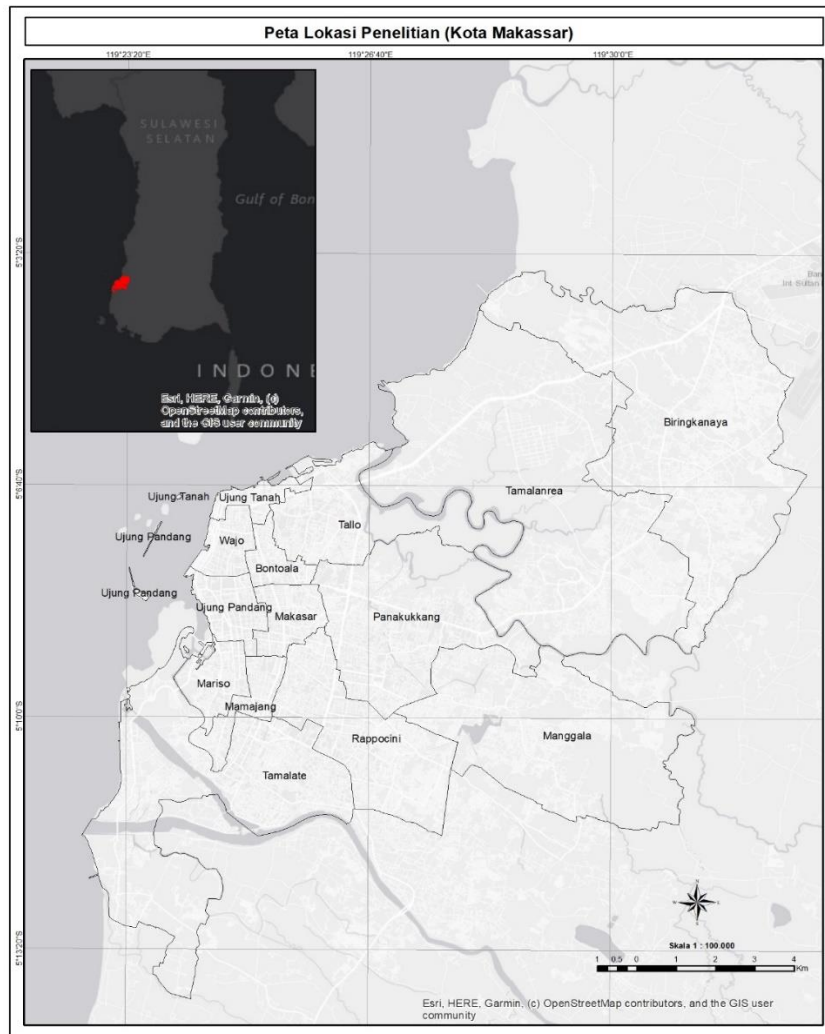 Peta Lokasi Penelitian (Kota Makassar)
119°23'20"E
119°26'40"E
119°30'0"E
SULAWESI
SELATAN
Gulf of Bon
INDONE
Esri, HERE, Garmin, (c)
OpenStreetMap contributors,
and the GIS user community
5°3'20"S
Ban
Int Sultan
Biringkanaya
5°6'40"S
Ujung Tanah
Ujung Tanah
Tamalanrea
Tallo
Ujung Pandang
Wajo
Bontoala
Ujung Pandang
Ujung Pandang
Makasar
Panakukkang
Mariso
Mamajang
5°10'0"S
Rappocini
Manggala
Tamalate
N
W
E
S
5°13'20"S
Skala 1 : 100.000
1 0.5 0 1 2 3 4
Km
Esri, HERE, Garmin, (c) OpenStreetMap contributors, and the GIS user
community